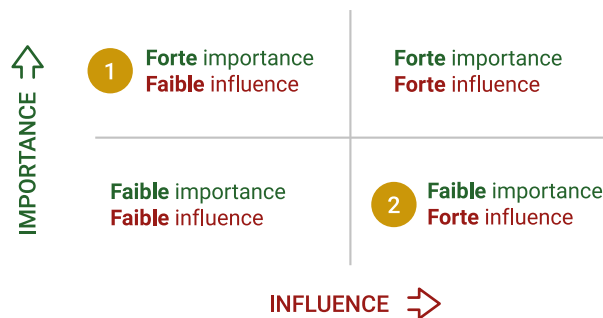 IMPORTANCE
1
Forte importance
Faible influence
Forte importance
Forte influence
Faible importance
Faible influence
2
Faible importance
Forte influence
INFLUENCE